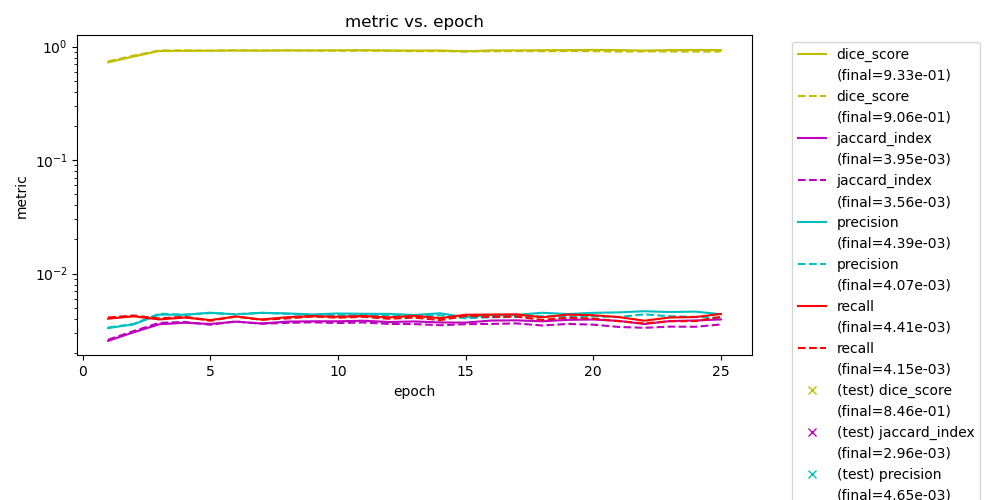 metric vs. epoch
10^0
10^-1
10^-2
metric
0 5 10 15 20 25
epoch
dice_score
(final=9.33e-01)
dice_score
(final=9.06e-01)
jaccard_index
(final=3.95e-03)
jaccard_index
(final=3.56e-03)
precision
(final=4.39e-03)
precision
(final=4.07e-03)
recall
(final=4.41e-03)
recall
(final=4.15e-03)
(test) dice_score
(final=8.46e-01)
(test) jaccard_index
(final=2.96e-03)
(test) precision
(final=4.65e-03)